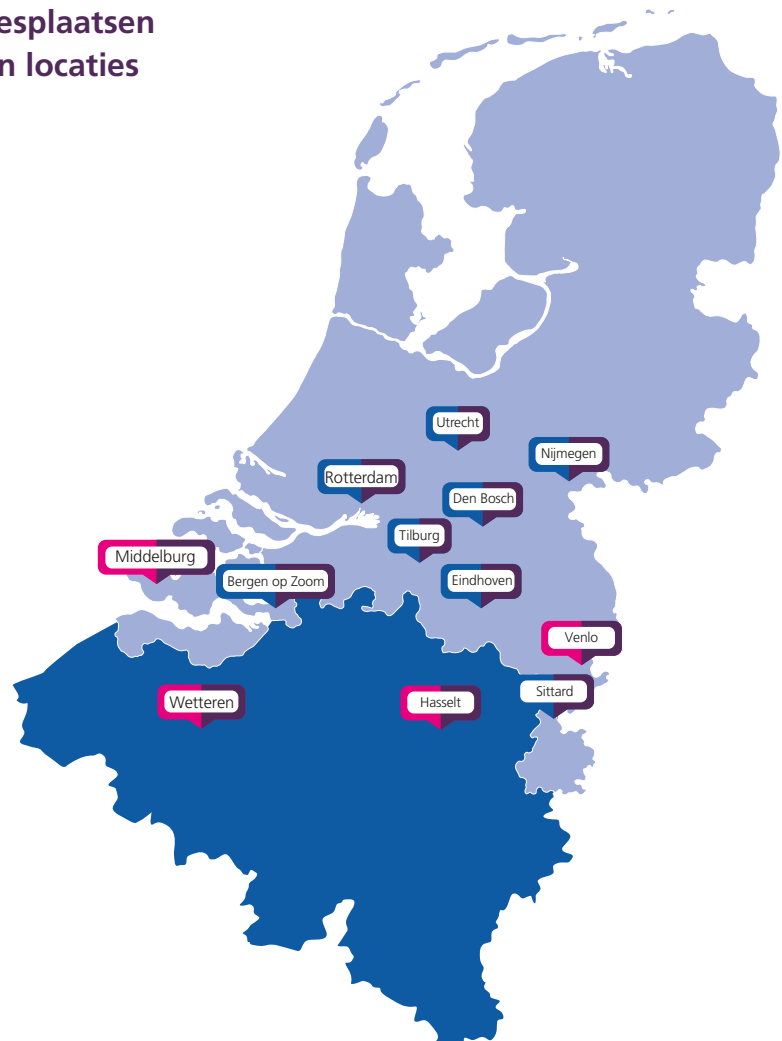 esplaatsen
n locaties
Utrecht
Nijmegen
Rotterdam
Den Bosch
Tilburg
Middelburg
Bergen op Zoom
Eindhoven
Venlo
Sittard
Wetteren
Hasselt